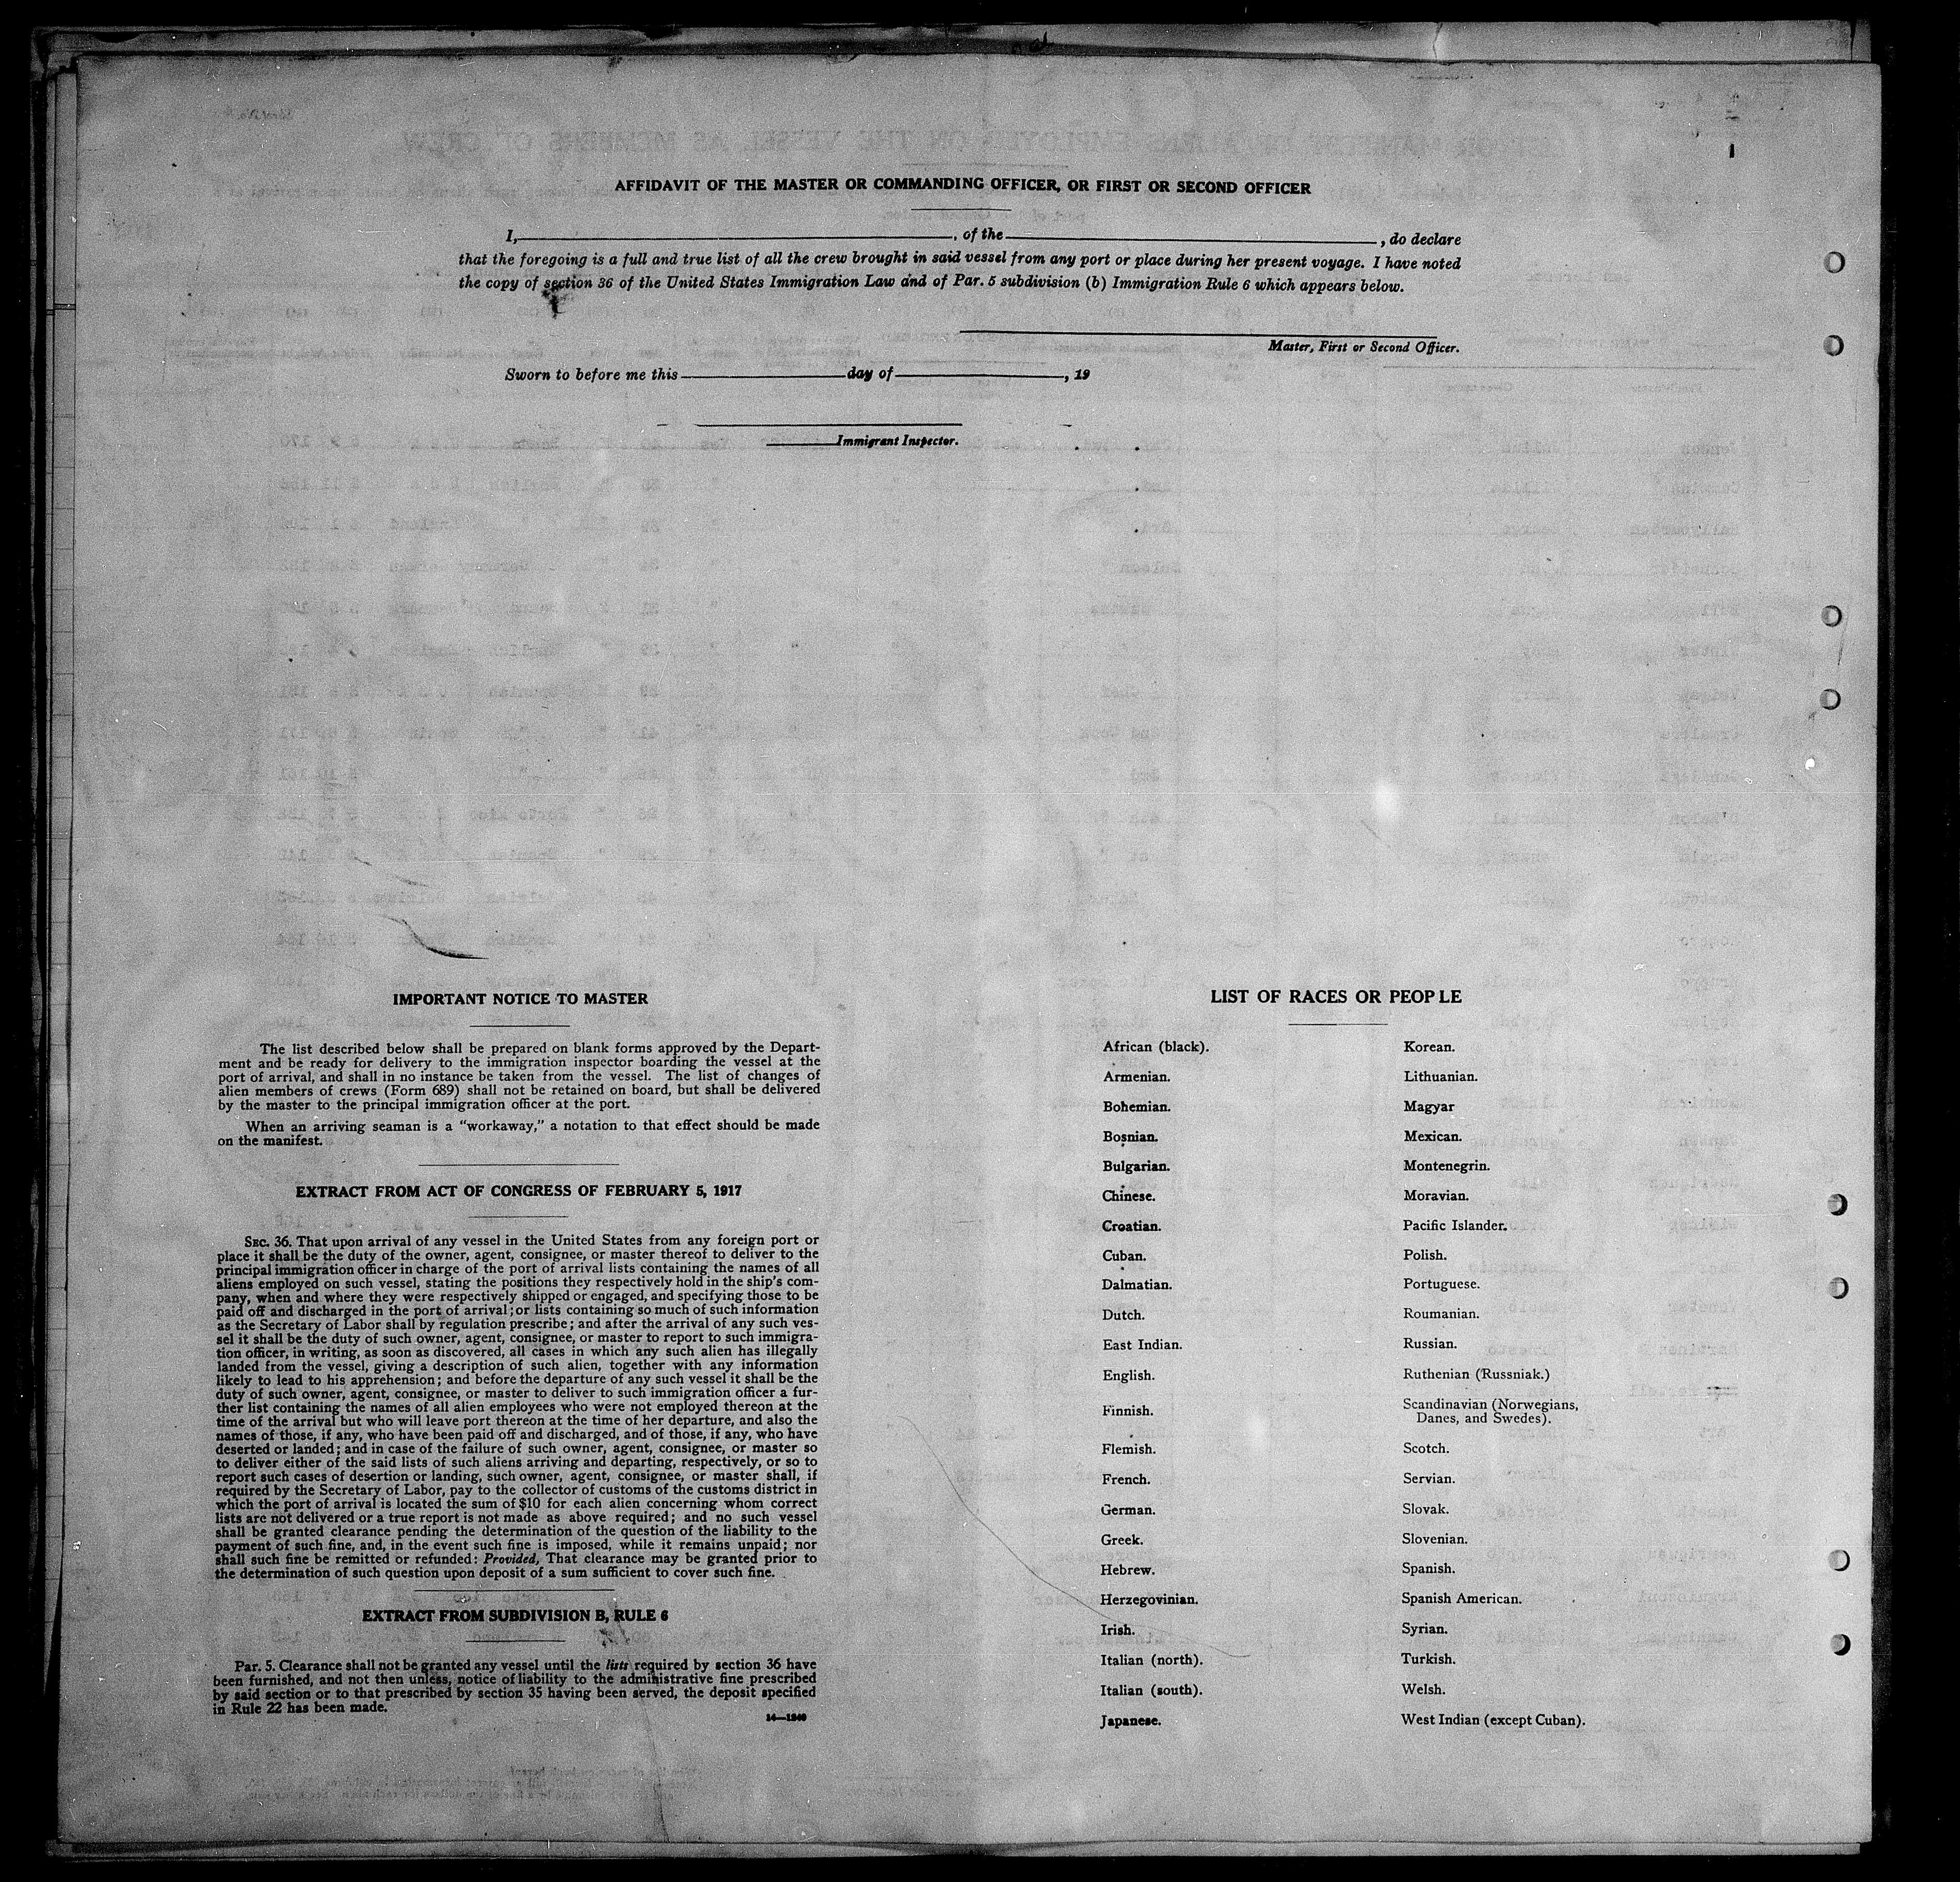 AFFIDAVIT OF THE MASTER OR COMMANDING OFFICER, OR FIRST OR SECOND OFFICER
I, , of the , do declare
that the foregoing is a full and true list of all the crew brought in said vessel from any port or place during her present voyage. I have noted
the copy of section 36 of the United States Immigration Law and of Par. 5 subdivision (b) Immigration Rule 6 which appears below.
Master, First or Second Officer.
Sworn to before me this day of , 19
Immigrant Inspector.
IMPORTANT NOTICE TO MASTER
The list described below shall be prepared on blank forms approved by the Depart-
ment and be ready for delivery to the immigration inspector boarding the vessel at the
port of arrival, and shall in no instance be taken from the vessel. The list of changes of
alien members of crews (Form 689) shall not be retained on board, but shall be delivered
by the master to the principal immigration officer at the port.
When an arriving seaman is a "workaway," a notation to that effect should be made
on the manifest.
EXTRACT FROM ACT OF CONGRESS OF FEBRUARY 5, 1917
SEC. 36. That upon arrival of any vessel in the United States from any foreign port or
place it shall be the duty of the owner, agent, consignee, or master thereof to deliver to the
principal immigration officer in charge of the port of arrival lists containing the names of all
aliens employed on such vessel, stating the positions they respectively hold in the ship's com-
pany, when and where they were respectively shipped or engaged, and specifying those to be
paid off and discharged in the port of arrival; or lists containing so much of such information
as the Secretary of Labor shall by regulation prescribe; and after the arrival of any such ves-
sel it shall be the duty of such owner, agent, consignee, or master to report to such immigra-
tion officer, in writing, as soon as discovered, all cases in which any such alien has illegally
landed from the vessel, giving a description of such alien, together with any information
likely to lead to his apprehension; and before the departure of any such vessel it shall be the
duty of such owner, agent, consignee, or master to deliver to such immigration officer a fur-
ther list containing the names of all alien employees who were not employed thereon at the
time of the arrival but who will leave port thereon at the time of her departure, and also the
names of those, if any, who have been paid off and discharged, and of those, if any, who have
deserted or landed; and in case of the failure of such owner, agent, consignee, or master so
to deliver either of the said lists of such aliens arriving and departing, respectively, or so to
report such cases of desertion or landing, such owner, agent, consignee, or master shall, if
required by the Secretary of Labor, pay to the collector of customs of the customs district in
which the port of arrival is located the sum of $10 for each alien concerning whom correct
lists are not delivered or a true report is not made as above required; and no such vessel
shall be granted clearance pending the determination of the question of the liability to the
payment of such fine, and, in the event such fine is imposed, while it remains unpaid; nor
shall such fine be remitted or refunded: Provided, That clearance may be granted prior to
the determination of such question upon deposit of a sum sufficient to cover such fine.
EXTRACT FROM SUBDIVISION B, RULE 6
Par. 5. Clearance shall not be granted any vessel until the lists required by section 36 have
been furnished, and not then unless, notice of liability to the administrative fine prescribed
by said section or to that prescribed by section 35 having been served, the deposit specified
in Rule 22 has been made.
14—1240
LIST OF RACES OR PEOPLE
African (black).
Armenian.
Bohemian.
Bosnian.
Bulgarian.
Chinese.
Croatian.
Cuban.
Dalmatian.
Dutch.
East Indian.
English.
Finnish.
Flemish.
French.
German.
Greek.
Hebrew.
Herzegovinian.
Irish.
Italian (north).
Italian (south).
Japanese.
Korean.
Lithuanian.
Magyar
Mexican.
Montenegrin.
Moravian.
Pacific Islander.
Polish.
Portuguese.
Roumanian.
Russian.
Ruthenian (Russniak.)
Scandinavian (Norwegians,
Danes, and Swedes).
Scotch.
Servian.
Slovak.
Slovenian.
Spanish.
Spanish American.
Syrian.
Turkish.
Welsh.
West Indian (except Cuban).